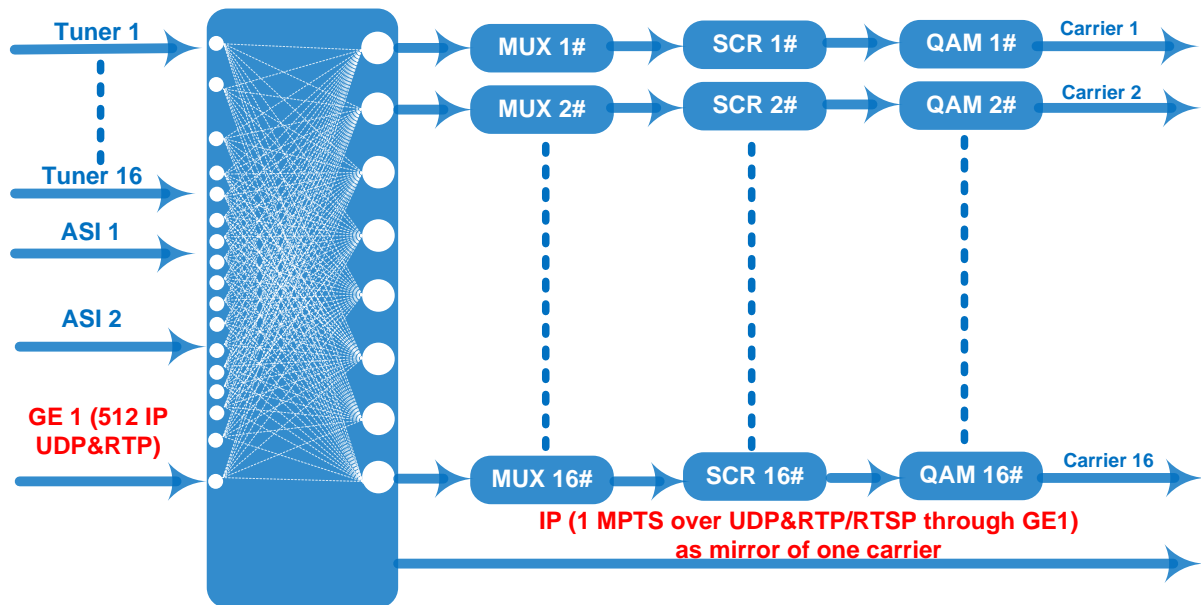 Tuner 1
MUX 1#
SCR 1#
QAM 1#
Carrier 1
MUX 2#
SCR 2#
QAM 2#
Carrier 2
Tuner 16
ASI 1
ASI 2
GE 1 (512 IP
UDP&RTP)
MUX 16#
SCR 16#
QAM 16#
Carrier 16
IP (1 MPTS over UDP&RTP/RTSP through GE1)
as mirror of one carrier